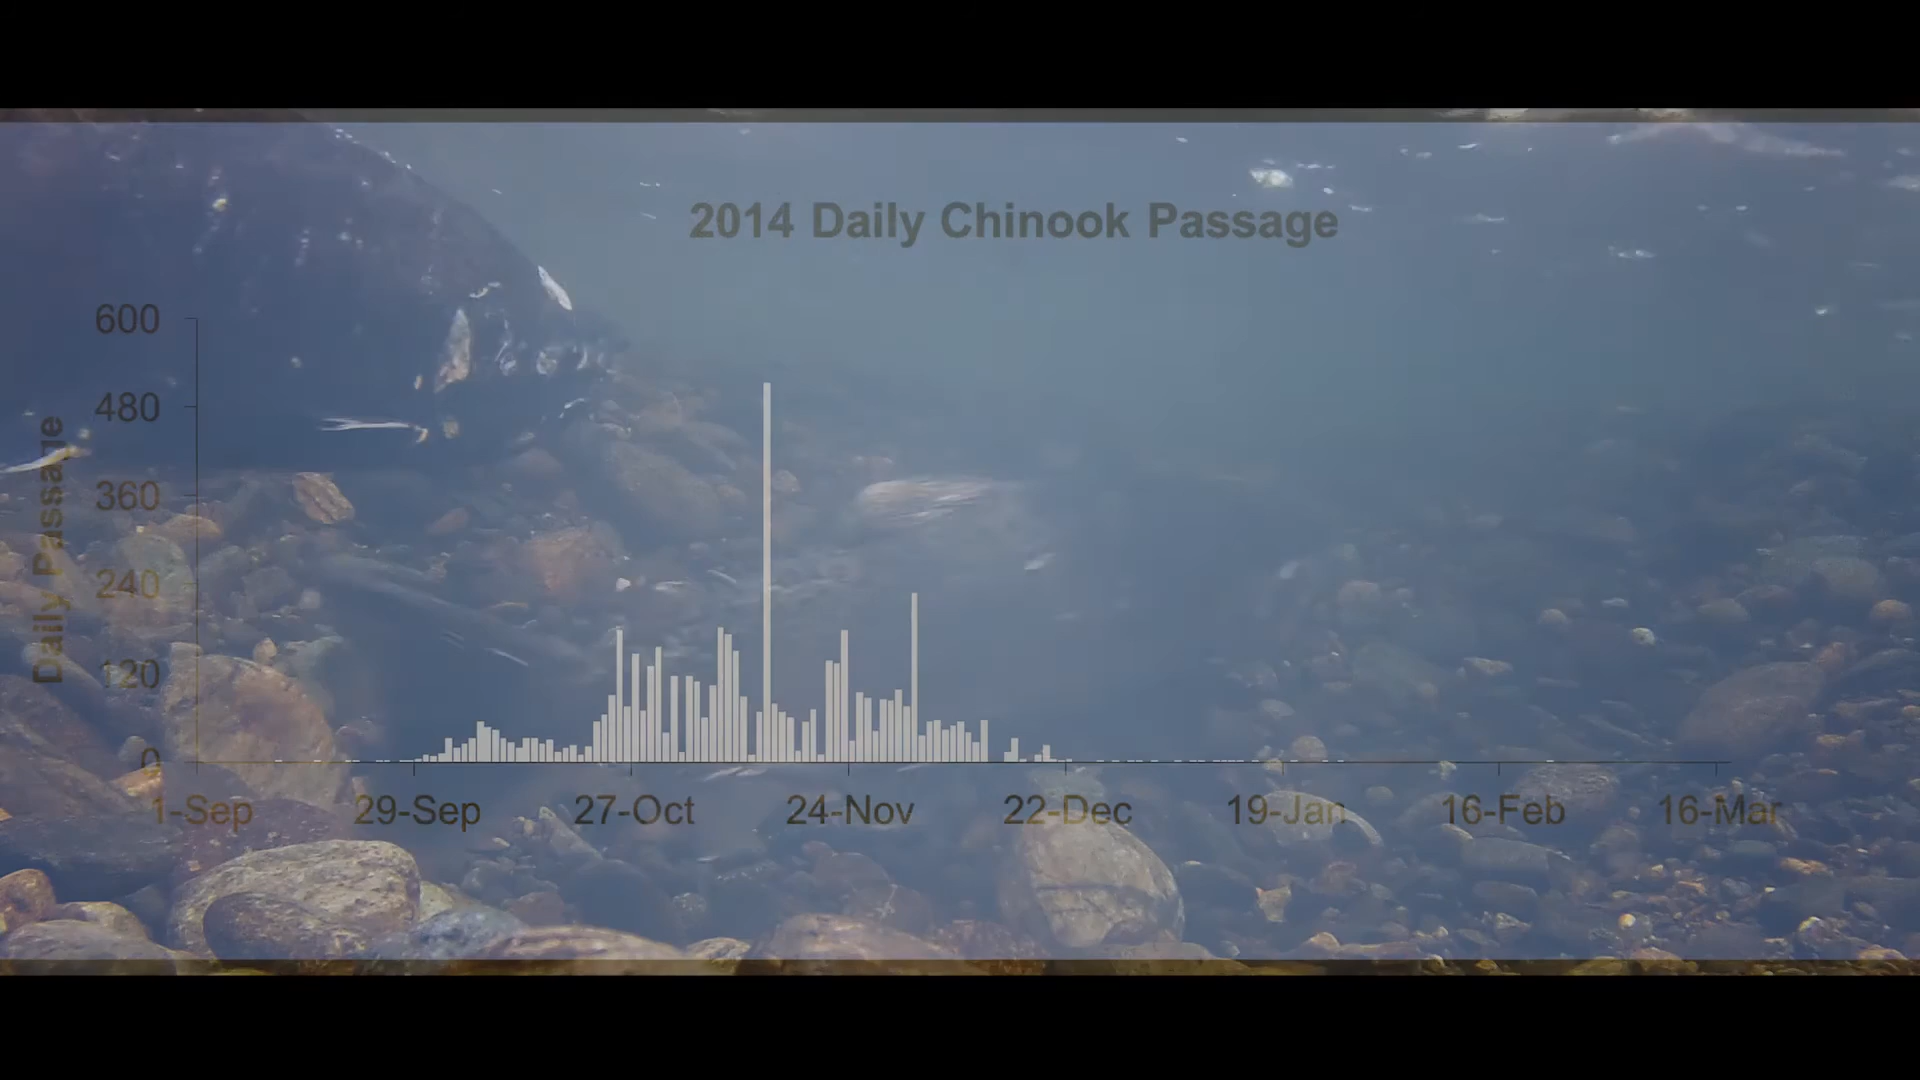 2014 Daily Chinook Passage
Daily Passage
600
480
360
240
120
0
1-Sep 29-Sep 27-Oct 24-Nov 22-Dec 19-Jan 16-Feb 16-Mar